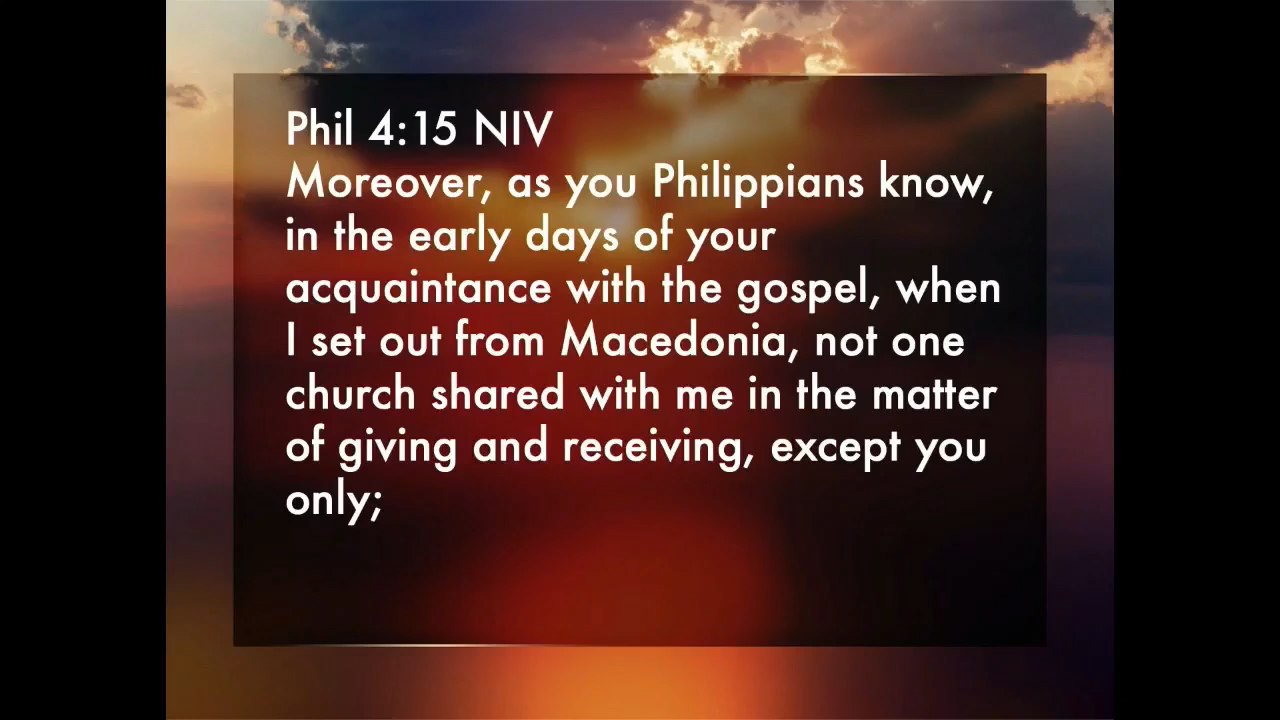 Phil 4:15 NIV
Moreover, as you Philippians know,
in the early days of your
acquaintance with the gospel, when
I set out from Macedonia, not one
church shared with me in the matter
of giving and receiving, except you
only;